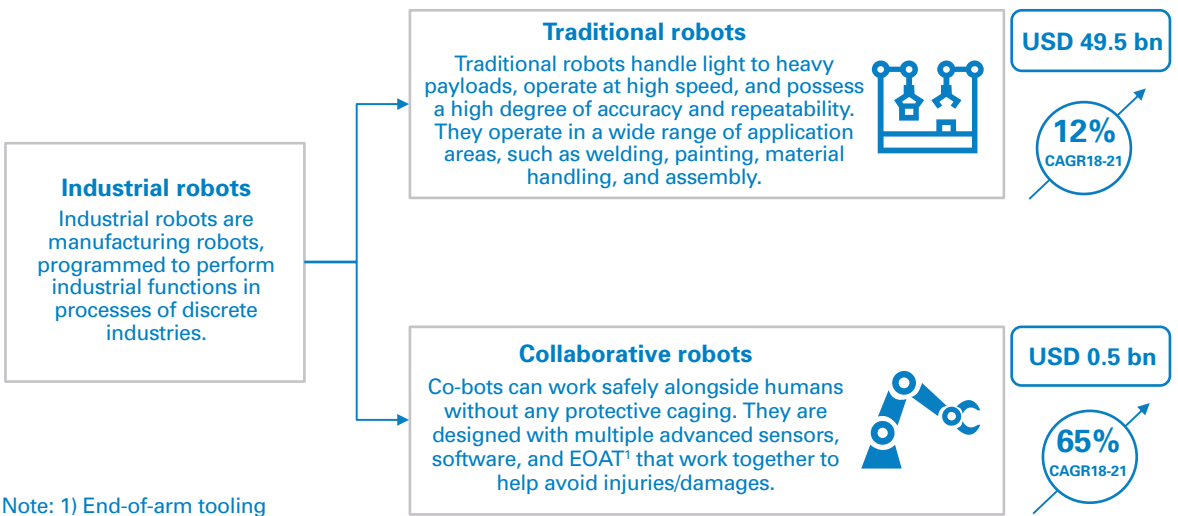 Industrial robots
Industrial robots are
manufacturing robots,
programmed to perform
industrial functions in
processes of discrete
industries.
Traditional robots
Traditional robots handle light to heavy
payloads, operate at high speed, and possess
a high degree of accuracy and repeatability.
They operate in a wide range of application
areas, such as welding, painting, material
handling, and assembly.
USD 49.5 bn
12%
CAGR18-21
Collaborative robots
Co-bots can work safely alongside humans
without any protective caging. They are
designed with multiple advanced sensors,
software, and EOAT¹ that work together to
help avoid injuries/damages.
USD 0.5 bn
65%
CAGR18-21
Note: 1) End-of-arm tooling